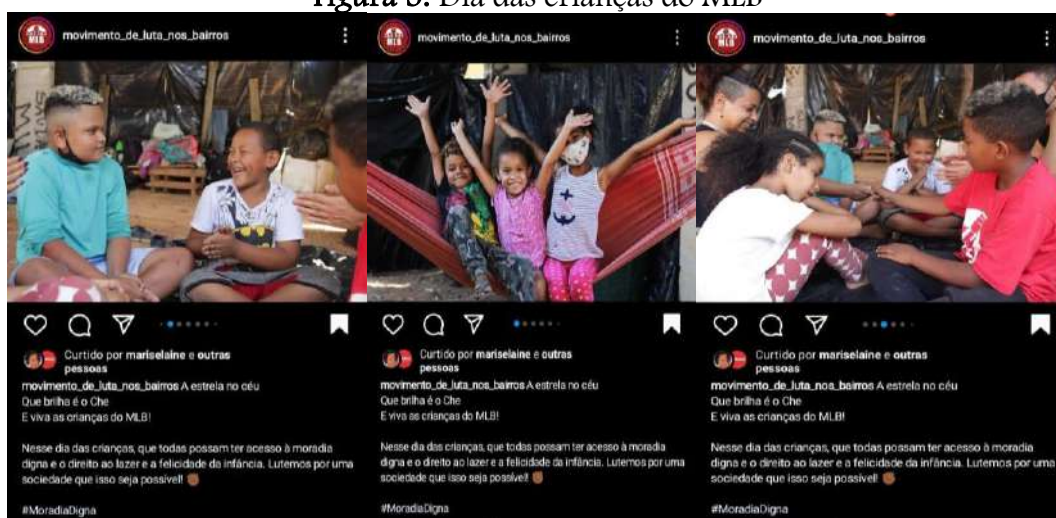 Figura 3: Dia das crianças do MLB
MLB
movimento_de_luta_nos_bairros
Curtido por mariselaine e outras
pessoas
movimento_de_luta_nos_bairros A estrela no céu
Que brilha é o Che
E viva as crianças do MLB!
Nesse dia das crianças, que todas possam ter acesso à moradia
digna e o direito ao lazer e a felicidade da infância. Lutemos por uma
sociedade que isso seja possível!
#MoradiaDigna
MLB
movimento_de_luta_nos_bairros
Curtido por mariselaine e outras
pessoas
movimento_de_luta_nos_bairros A estrela no céu
Que brilha é o Che
E viva as crianças do MLB!
Nesse dia das crianças, que todas possam ter acesso à moradia
digna e o direito ao lazer e a felicidade da infância. Lutemos por uma
sociedade que isso seja possível!
#MoradiaDigna
MLB
movimento_de_luta_nos_bairros
Curtido por mariselaine e outras
pessoas
movimento_de_luta_nos_bairros A estrela no céu
Que brilha é o Che
E viva as crianças do MLB!
Nesse dia das crianças, que todas possam ter acesso à moradia
digna e o direito ao lazer e a felicidade da infância. Lutemos por uma
sociedade que isso seja possível!
#MoradiaDigna